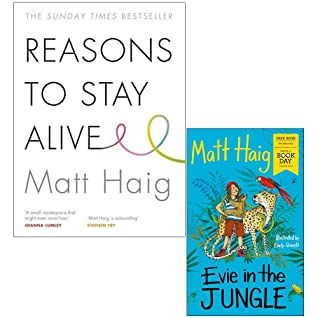 THE SUNDAY TIMES BESTSELLER
REASONS
TO STAY
ALIVE
Matt Haig
'A small masterpiece that
might even save lives'
JOANNA LUMLEY
'Matt Haig is astounding'
STEPHEN FRY
Matt Haig
BOOK
DAY
Illustrated by
Emily Gravett
Evie in the
JUNGLE